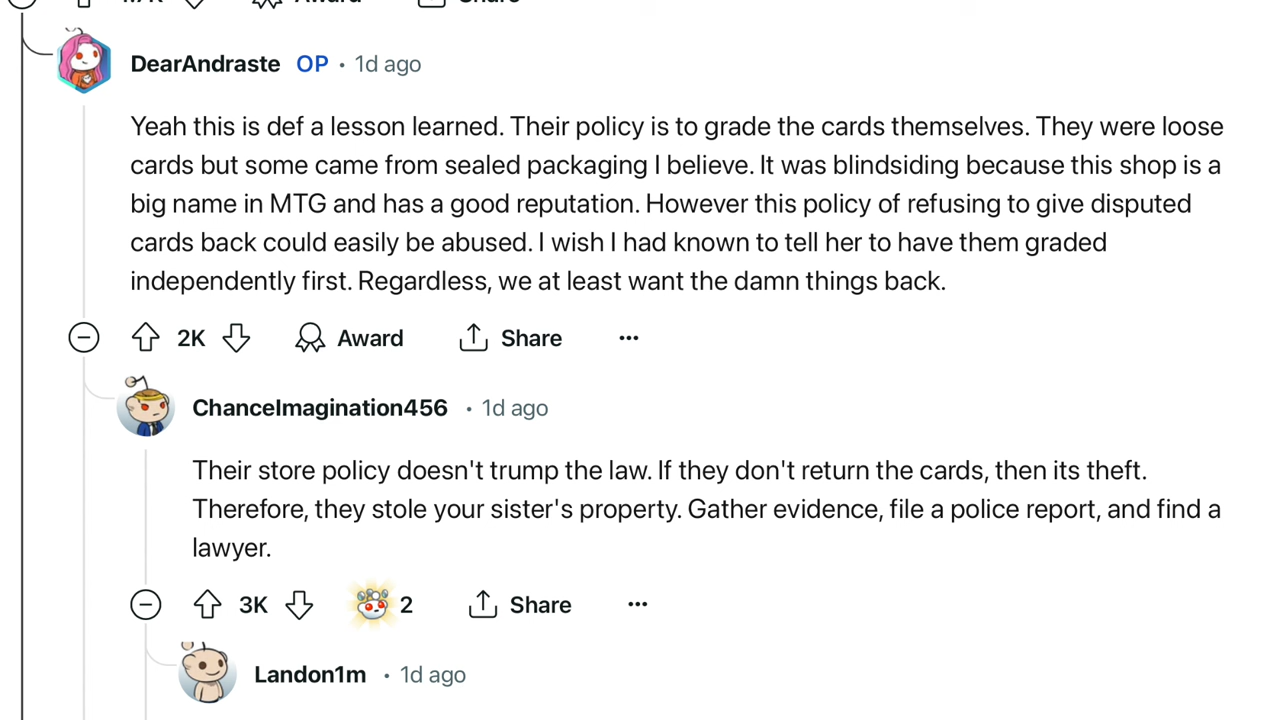 Award
Share
DearAndraste OP • 1d ago
Yeah this is def a lesson learned. Their policy is to grade the cards themselves. They were loose
cards but some came from sealed packaging I believe. It was blindsiding because this shop is a
big name in MTG and has a good reputation. However this policy of refusing to give disputed
cards back could easily be abused. I wish I had known to tell her to have them graded
independently first. Regardless, we at least want the damn things back.
2K Award Share •••
ChanceImagination456 • 1d ago
Their store policy doesn't trump the law. If they don't return the cards, then its theft.
Therefore, they stole your sister's property. Gather evidence, file a police report, and find a
lawyer.
3K 2 Share •••
Landon1m • 1d ago